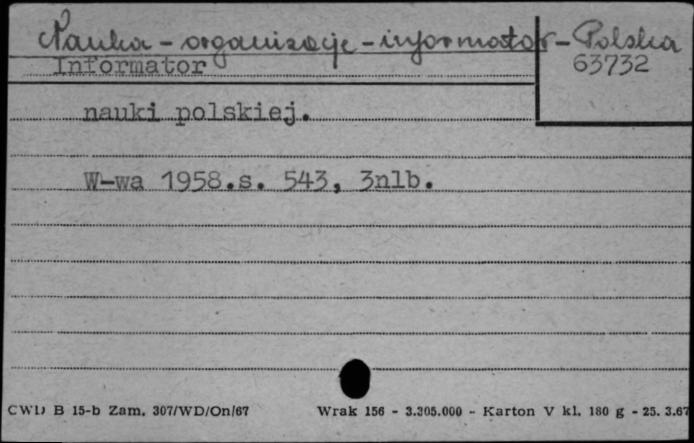 Nauka - organizacje - informator - Polska
Informator 63732
nauki polskiej.
W-wa 1958.s. 543, 3nlb.
CWD B 15-b Zam. 307/WD/On/67 Wrak 156 - 3.305.000 - Karton V kl. 180 g - 25. 3.67